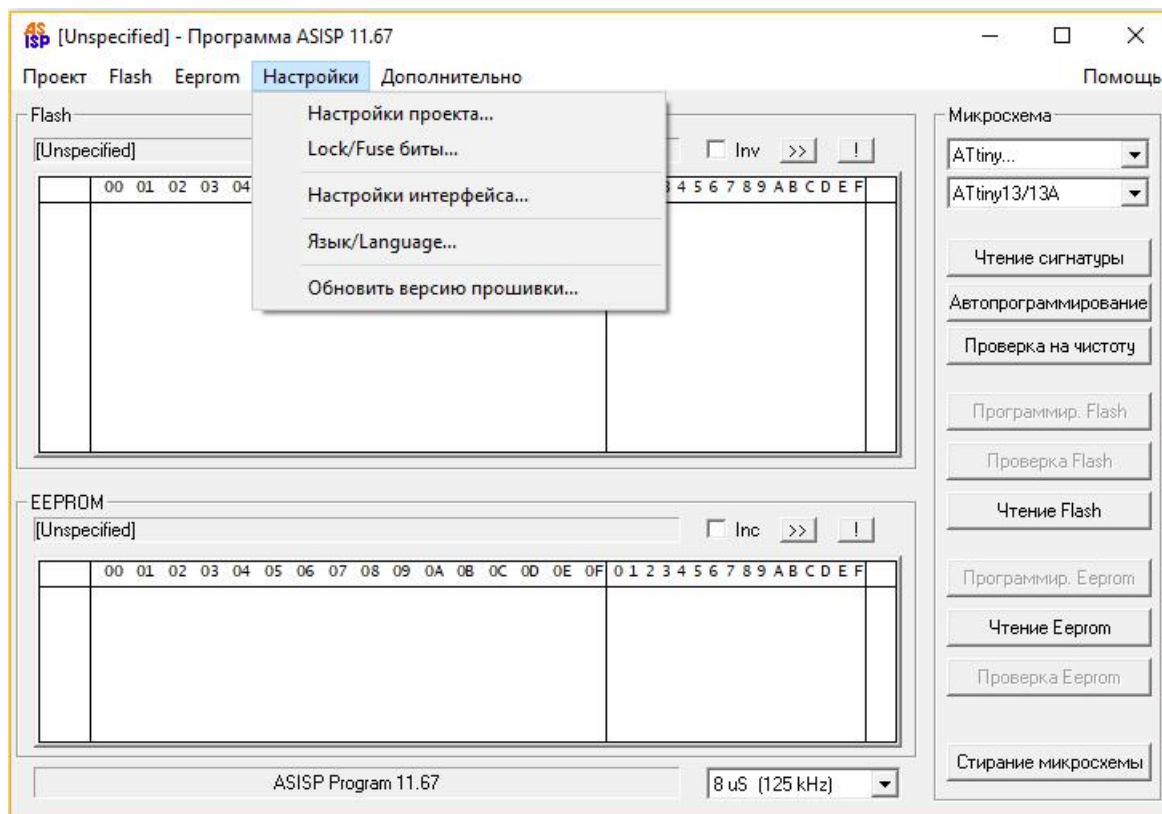 AS ISP [Unspecified] - Программа ASISP 11.67
Проект Flash Eeprom Настройки Дополнительно Помощь
Настройки проекта...
Lock/Fuse биты...
Настройки интерфейса...
Язык/Language...
Обновить версию прошивки...
Flash
[Unspecified] Inv >> !
00 01 02 03 04 3 4 5 6 7 8 9 A B C D E F
EEPROM
[Unspecified] Inc >> !
00 01 02 03 04 05 06 07 08 09 0A 0B 0C 0D 0E 0F 0 1 2 3 4 5 6 7 8 9 A B C D E F
ASISP Program 11.67 8 uS (125 kHz)
Микросхема
ATtiny...
ATtiny13/13A
Чтение сигнатуры
Автопрограммирование
Проверка на чистоту
Программир. Flash
Проверка Flash
Чтение Flash
Программир. Eeprom
Чтение Eeprom
Проверка Eeprom
Стирание микросхемы